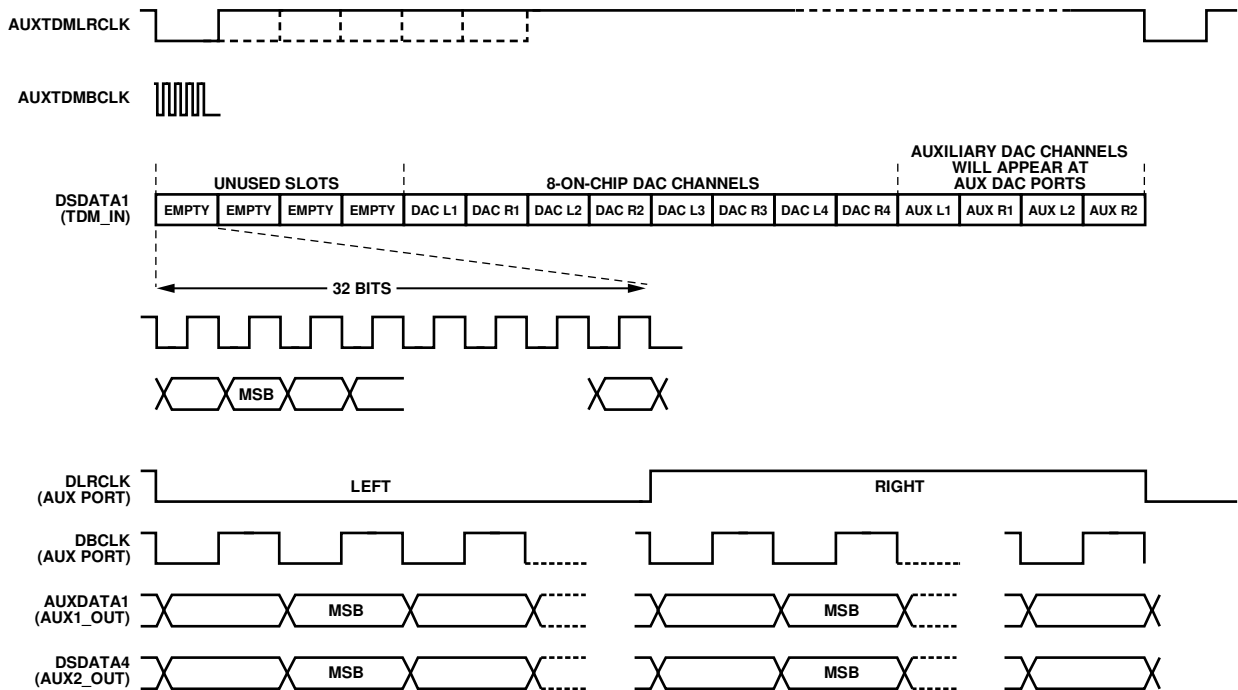 AUXTDMLRCLK
AUXTDMBCLK
AUXILIARY DAC CHANNELS
WILL APPEAR AT
AUX DAC PORTS
UNUSED SLOTS
8-ON-CHIP DAC CHANNELS
DSDATA1
(TDM_IN)
EMPTY EMPTY EMPTY EMPTY DAC L1 DAC R1 DAC L2 DAC R2 DAC L3 DAC R3 DAC L4 DAC R4 AUX L1 AUX R1 AUX L2 AUX R2
32 BITS
MSB
DLRCLK
(AUX PORT)
LEFT
RIGHT
DBCLK
(AUX PORT)
AUXDATA1
(AUX1_OUT)
MSB
MSB
DSDATA4
(AUX2_OUT)
MSB
MSB